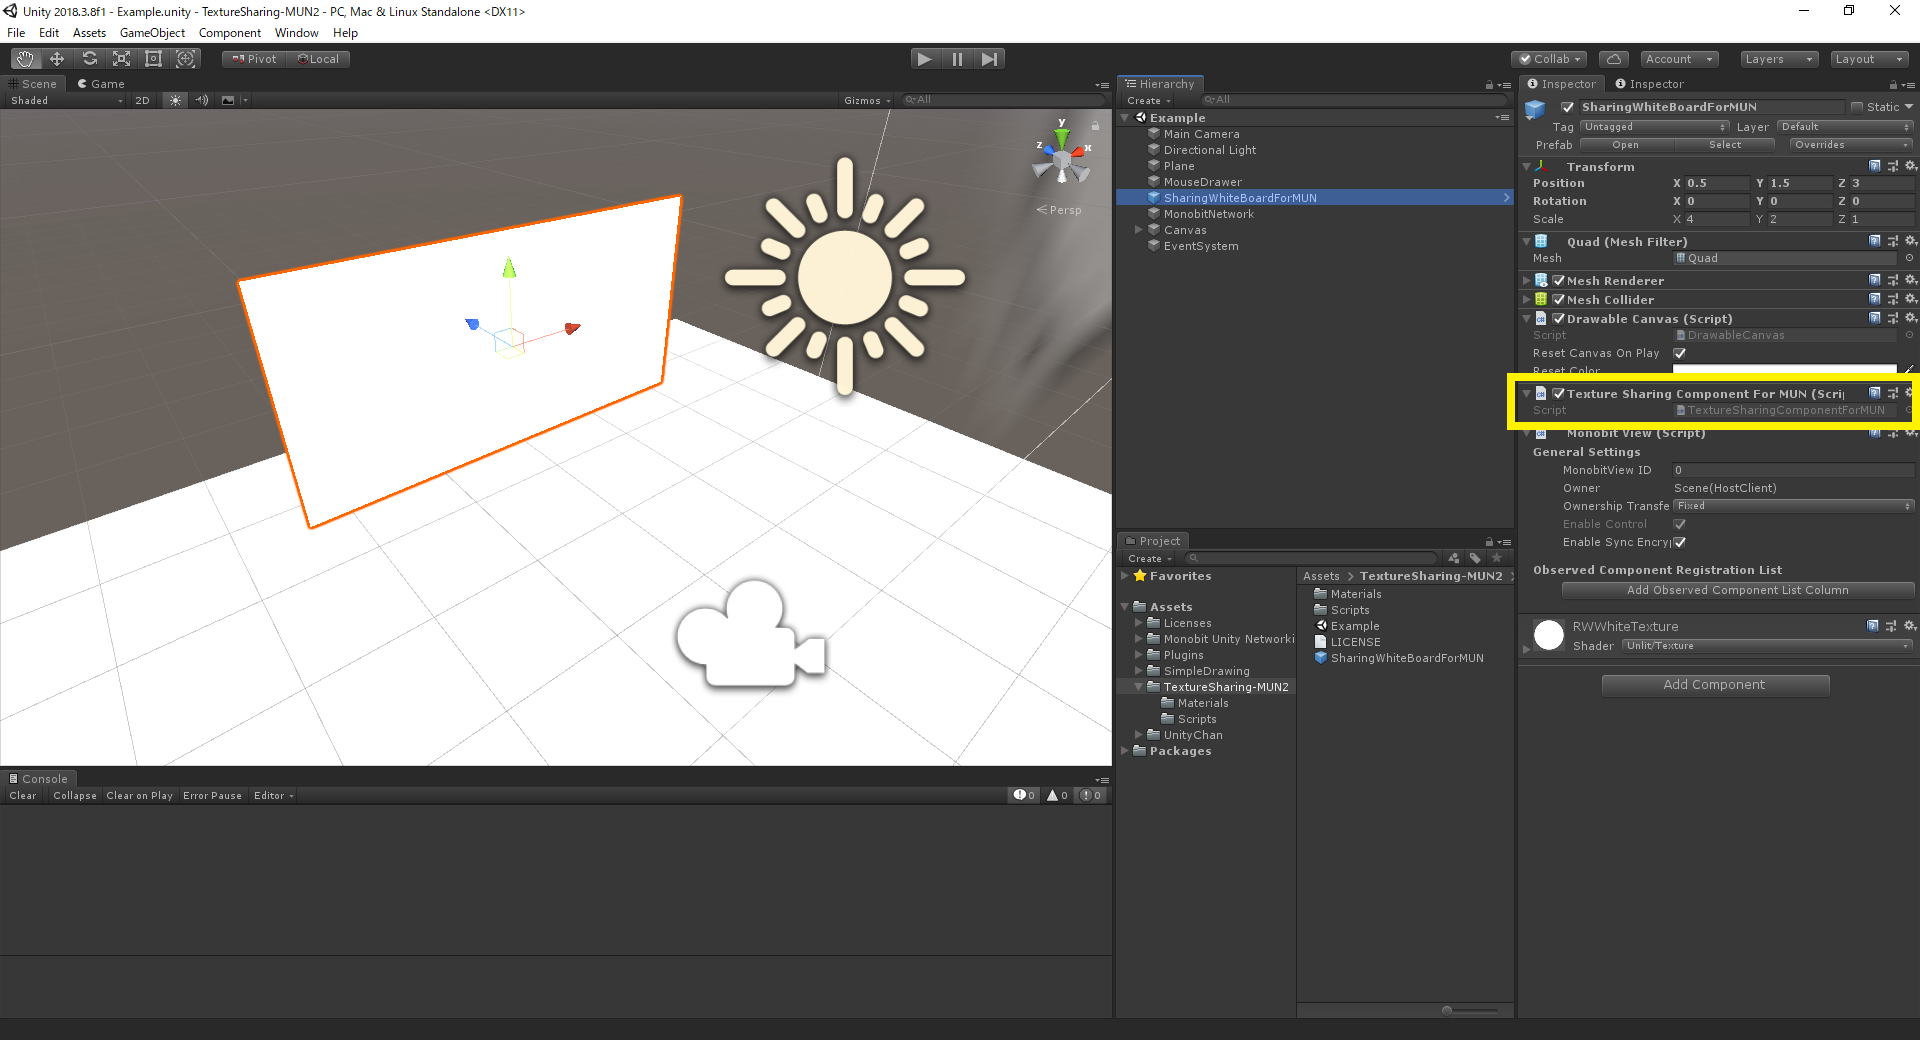 Unity 2018.3.8f1 - Example.unity - TextureSharing-MUN2 - PC, Mac & Linux Standalone <DX11>
File Edit Assets GameObject Component Window Help
Pivot Local
Collab Account Layers Layout
Scene Game
Shaded 2D Gizmos All
y
z x
Persp
Console
Clear Collapse Clear on Play Error Pause Editor 0 0 0
Hierarchy
Create All
Example
Main Camera
Directional Light
Plane
MouseDrawer
SharingWhiteBoardForMUN
MonobitNetwork
Canvas
EventSystem
Project
Create
Favorites
Assets
Licenses
Monobit Unity Networki
Plugins
SimpleDrawing
TextureSharing-MUN2
Materials
Scripts
UnityChan
Packages
Assets > TextureSharing-MUN2 >
Materials
Scripts
Example
LICENSE
SharingWhiteBoardForMUN
Inspector Inspector
SharingWhiteBoardForMUN Static
Tag Untagged Layer Default
Prefab Open Select Overrides
Transform
Position X 0.5 Y 1.5 Z 3
Rotation X 0 Y 0 Z 0
Scale X 4 Y 2 Z 1
Quad (Mesh Filter)
Mesh Quad
Mesh Renderer
Mesh Collider
Drawable Canvas (Script)
Script DrawableCanvas
Reset Canvas On Play
Reset Color
Texture Sharing Component For MUN (Scri
Script TextureSharingComponentForMUN
Monobit View (Script)
General Settings
MonobitView ID 0
Owner Scene(HostClient)
Ownership Transfe Fixed
Enable Control
Enable Sync Encry
Observed Component Registration List
Add Observed Component List Column
RWWhiteTexture
Shader Unlit/Texture
Add Component